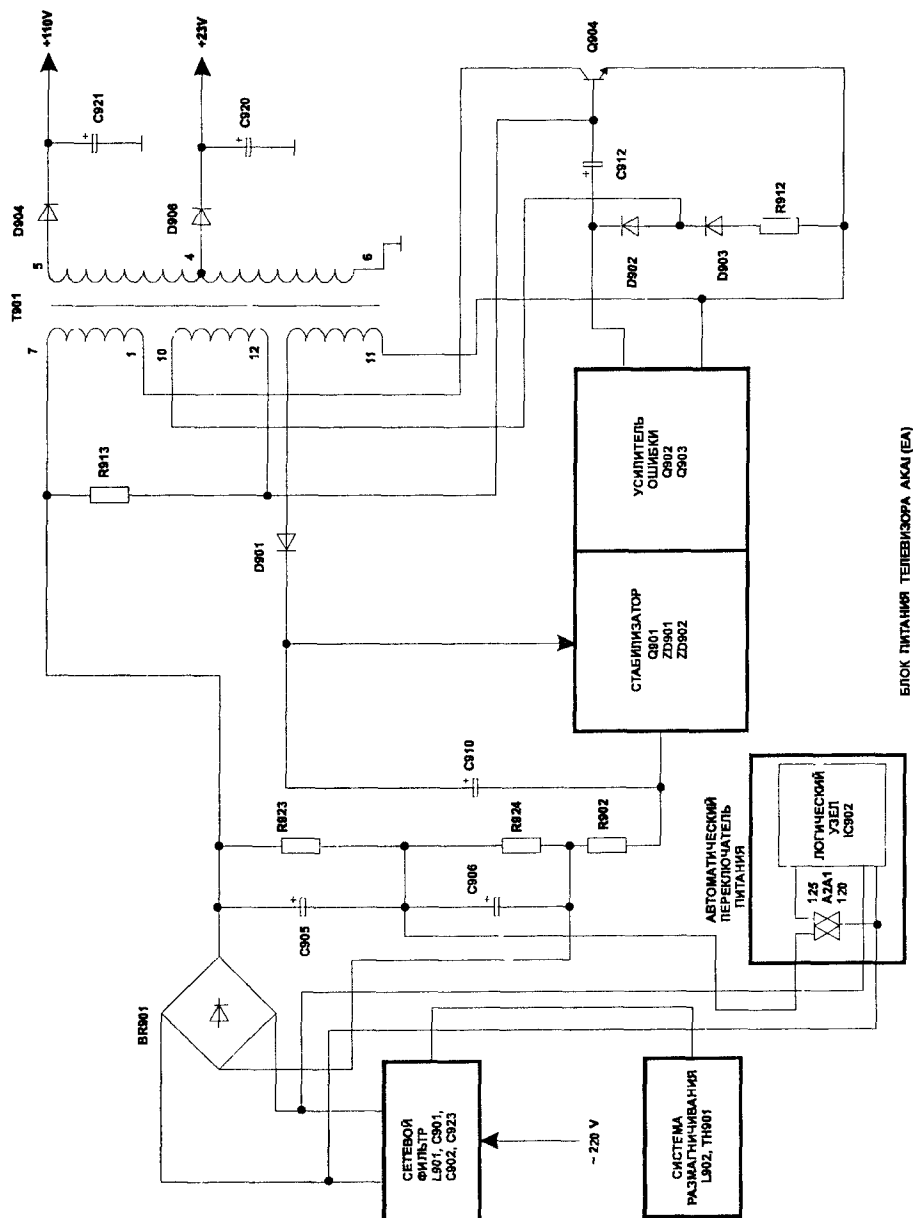 +110V
+23V
C921
C920
Q904
D904
D906
5
4
6
T901
C912
R912
D902
D903
7
1
10
12
11
R913
D901
УСИЛИТЕЛЬ
ОШИБКИ
Q902
Q903
СТАБИЛИЗАТОР
Q901
ZD901
ZD902
C910
R923
R924
R902
C905
C906
BR901
АВТОМАТИЧЕСКИЙ
ПЕРЕКЛЮЧАТЕЛЬ
ПИТАНИЯ
ЛОГИЧЕСКИЙ
УЗЕЛ
IC902
125
A2A1
120
СЕТЕВОЙ
ФИЛЬТР
L901, C901,
C902, C923
~ 220 V
СИСТЕМА
РАЗМАГНИЧИВАНИЯ
L902, TH901
БЛОК ПИТАНИЯ ТЕЛЕВИЗОРА AKAI (EA)